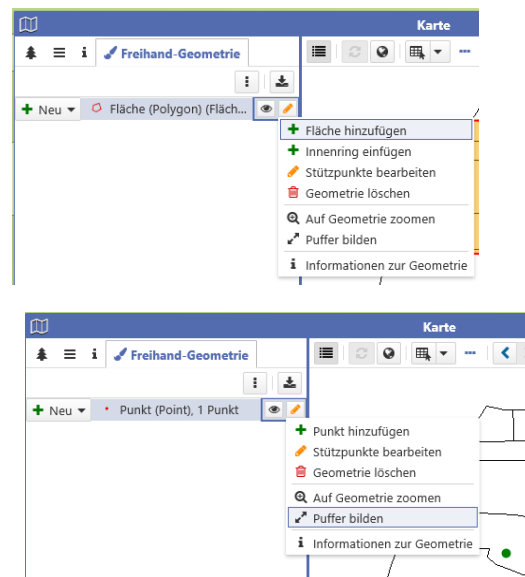 Karte
i Freihand-Geometrie
Neu Fläche (Polygon) (Fläch...
Fläche hinzufügen
Innenring einfügen
Stützpunkte bearbeiten
Geometrie löschen
Auf Geometrie zoomen
Puffer bilden
i Informationen zur Geometrie
Karte
i Freihand-Geometrie
Neu Punkt (Point), 1 Punkt
Punkt hinzufügen
Stützpunkte bearbeiten
Geometrie löschen
Auf Geometrie zoomen
Puffer bilden
i Informationen zur Geometrie